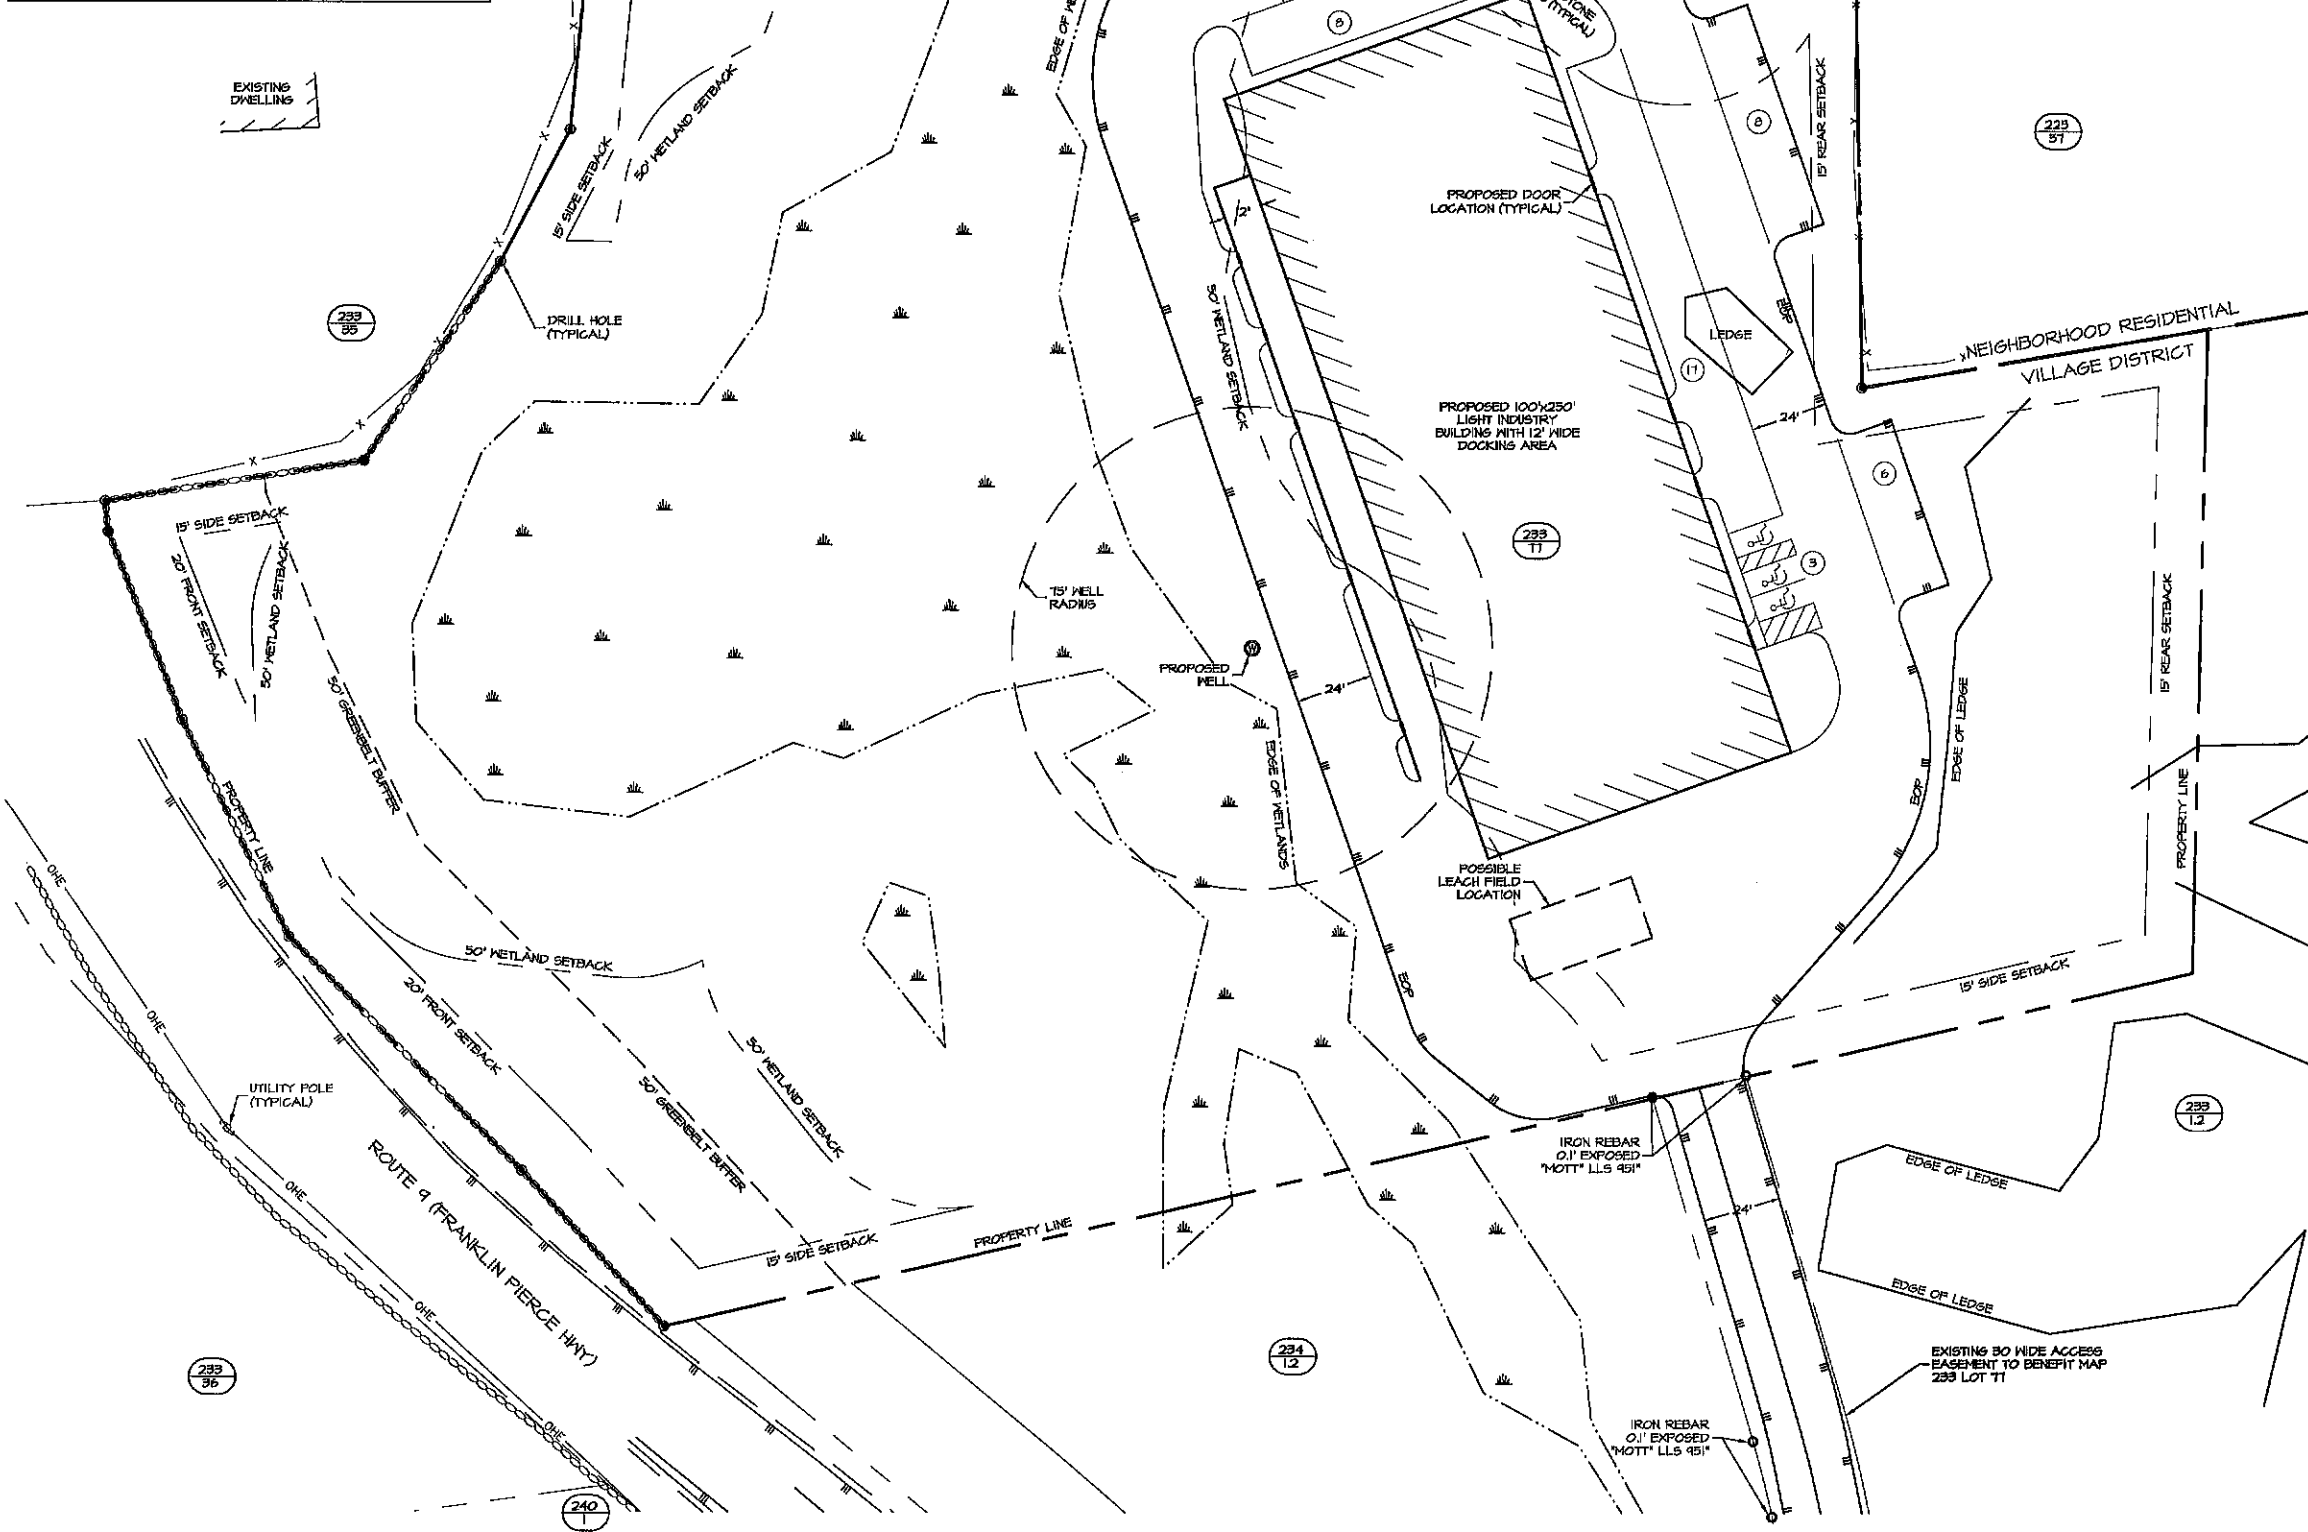 EXISTING
DWELLING
15' SIDE SETBACK
50' WETLAND SETBACK
EDGE OF
8
(TYPICAL)
8
15' REAR SETBACK
223
37
PROPOSED DOOR
LOCATION (TYPICAL)
12'
233
35
DRILL HOLE
(TYPICAL)
50' WETLAND SETBACK
EOP
LEDGE
NEIGHBORHOOD RESIDENTIAL
VILLAGE DISTRICT
17
PROPOSED 100'x250'
LIGHT INDUSTRY
BUILDING WITH 12' WIDE
DOCKING AREA
24'
6
15' SIDE SETBACK
20' FRONT SETBACK
50' WETLAND SETBACK
233
77
3
75' WELL
RADIUS
15' REAR SETBACK
PROPOSED
WELL
24'
50' GREENBELT BUFFER
EDGE OF WETLANDS
EDGE OF LEDGE
EOP
PROPERTY LINE
PROPERTY LINE
OHE
POSSIBLE
LEACH FIELD
LOCATION
50' WETLAND SETBACK
20' FRONT SETBACK
EOP
15' SIDE SETBACK
OHE
50' WETLAND SETBACK
UTILITY POLE
(TYPICAL)
50' GREENBELT BUFFER
233
1.2
IRON REBAR
0.1' EXPOSED
"MOTT" LLS 951"
EDGE OF LEDGE
ROUTE 9 (FRANKLIN PIERCE HWY)
OHE
24'
PROPERTY LINE
15' SIDE SETBACK
OHE
EDGE OF LEDGE
234
1.2
233
36
EXISTING 30 WIDE ACCESS
EASEMENT TO BENEFIT MAP
233 LOT 77
OHE
IRON REBAR
0.1' EXPOSED
"MOTT" LLS 951"
240
1